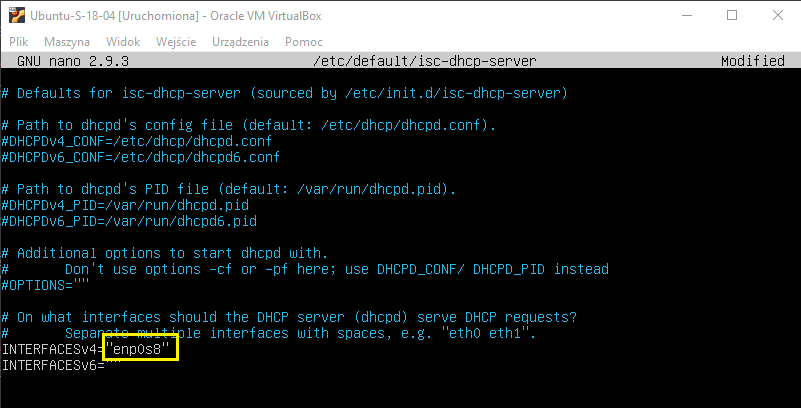 Ubuntu-S-18-04 [Uruchomiona] - Oracle VM VirtualBox
Plik Maszyna Widok Wejście Urządzenia Pomoc
GNU nano 2.9.3 /etc/default/isc-dhcp-server Modified
# Defaults for isc-dhcp-server (sourced by /etc/init.d/isc-dhcp-server)
# Path to dhcpd's config file (default: /etc/dhcp/dhcpd.conf).
#DHCPDv4_CONF=/etc/dhcp/dhcpd.conf
#DHCPDv6_CONF=/etc/dhcp/dhcpd6.conf
# Path to dhcpd's PID file (default: /var/run/dhcpd.pid).
#DHCPDv4_PID=/var/run/dhcpd.pid
#DHCPDv6_PID=/var/run/dhcpd6.pid
# Additional options to start dhcpd with.
#       Don't use options -cf or -pf here; use DHCPD_CONF/ DHCPD_PID instead
#OPTIONS=""
# On what interfaces should the DHCP server (dhcpd) serve DHCP requests?
#       Separate multiple interfaces with spaces, e.g. "eth0 eth1".
INTERFACESv4="enp0s8"
INTERFACESv6=""